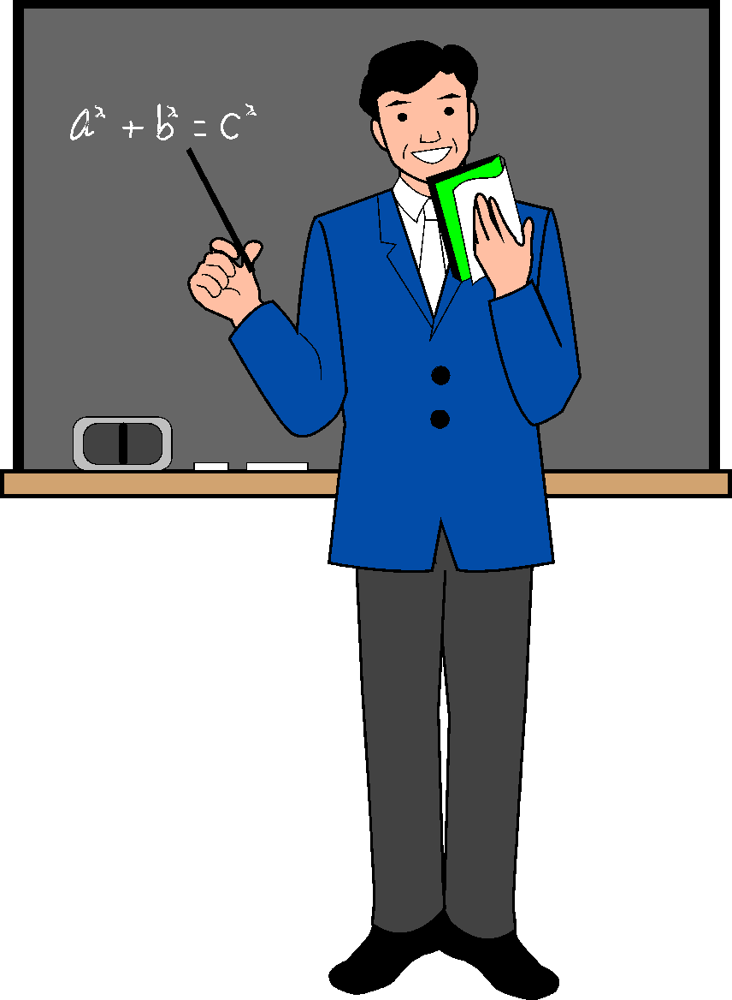 a² + b² = c²